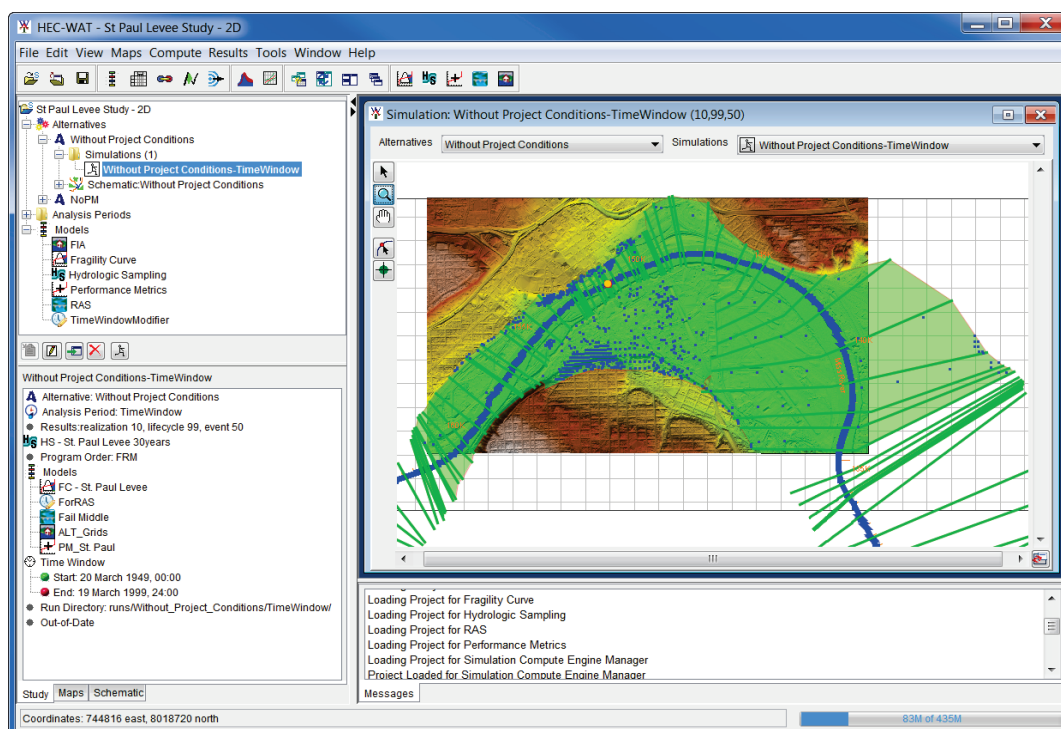 HEC-WAT - St Paul Levee Study - 2D
File Edit View Maps Compute Results Tools Window Help
St Paul Levee Study - 2D
Alternatives
Without Project Conditions
Simulations (1)
Without Project Conditions-TimeWindow
Schematic:Without Project Conditions
NoPM
Analysis Periods
Models
FIA
Fragility Curve
Hydrologic Sampling
Performance Metrics
RAS
TimeWindowModifier
Without Project Conditions-TimeWindow
Alternative: Without Project Conditions
Analysis Period: TimeWindow
Results:realization 10, lifecycle 99, event 50
HS - St. Paul Levee 30years
Program Order: FRM
Models
FC - St. Paul Levee
ForRAS
Fail Middle
ALT_Grids
PM_St. Paul
Time Window
Start: 20 March 1949, 00:00
End: 19 March 1999, 24:00
Run Directory: runs/Without_Project_Conditions/TimeWindow/
Out-of-Date
Study Maps Schematic
Simulation: Without Project Conditions-TimeWindow (10,99,50)
Alternatives Without Project Conditions Simulations Without Project Conditions-TimeWindow
Loading Project for Fragility Curve
Loading Project for Hydrologic Sampling
Loading Project for RAS
Loading Project for Performance Metrics
Loading Project for Simulation Compute Engine Manager
Project Loaded for Simulation Compute Engine Manager
Messages
Coordinates: 744816 east, 8018720 north
83M of 435M